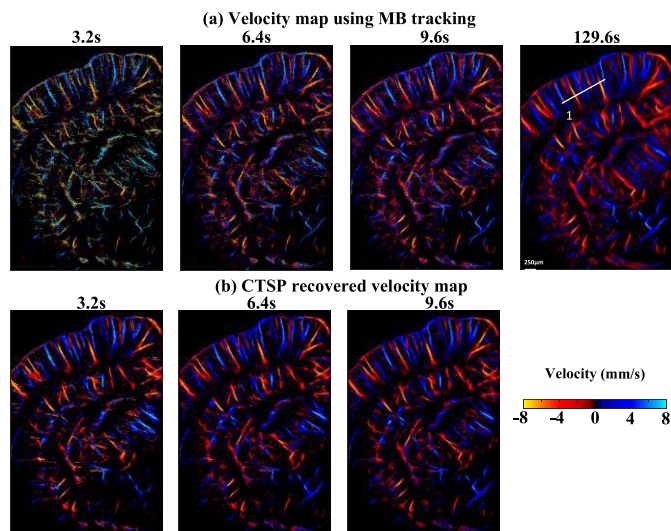 (a) Velocity map using MB tracking
3.2s 6.4s 9.6s 129.6s
1
250µm
(b) CTSP recovered velocity map
3.2s 6.4s 9.6s
Velocity (mm/s)
−8 −4 0 4 8